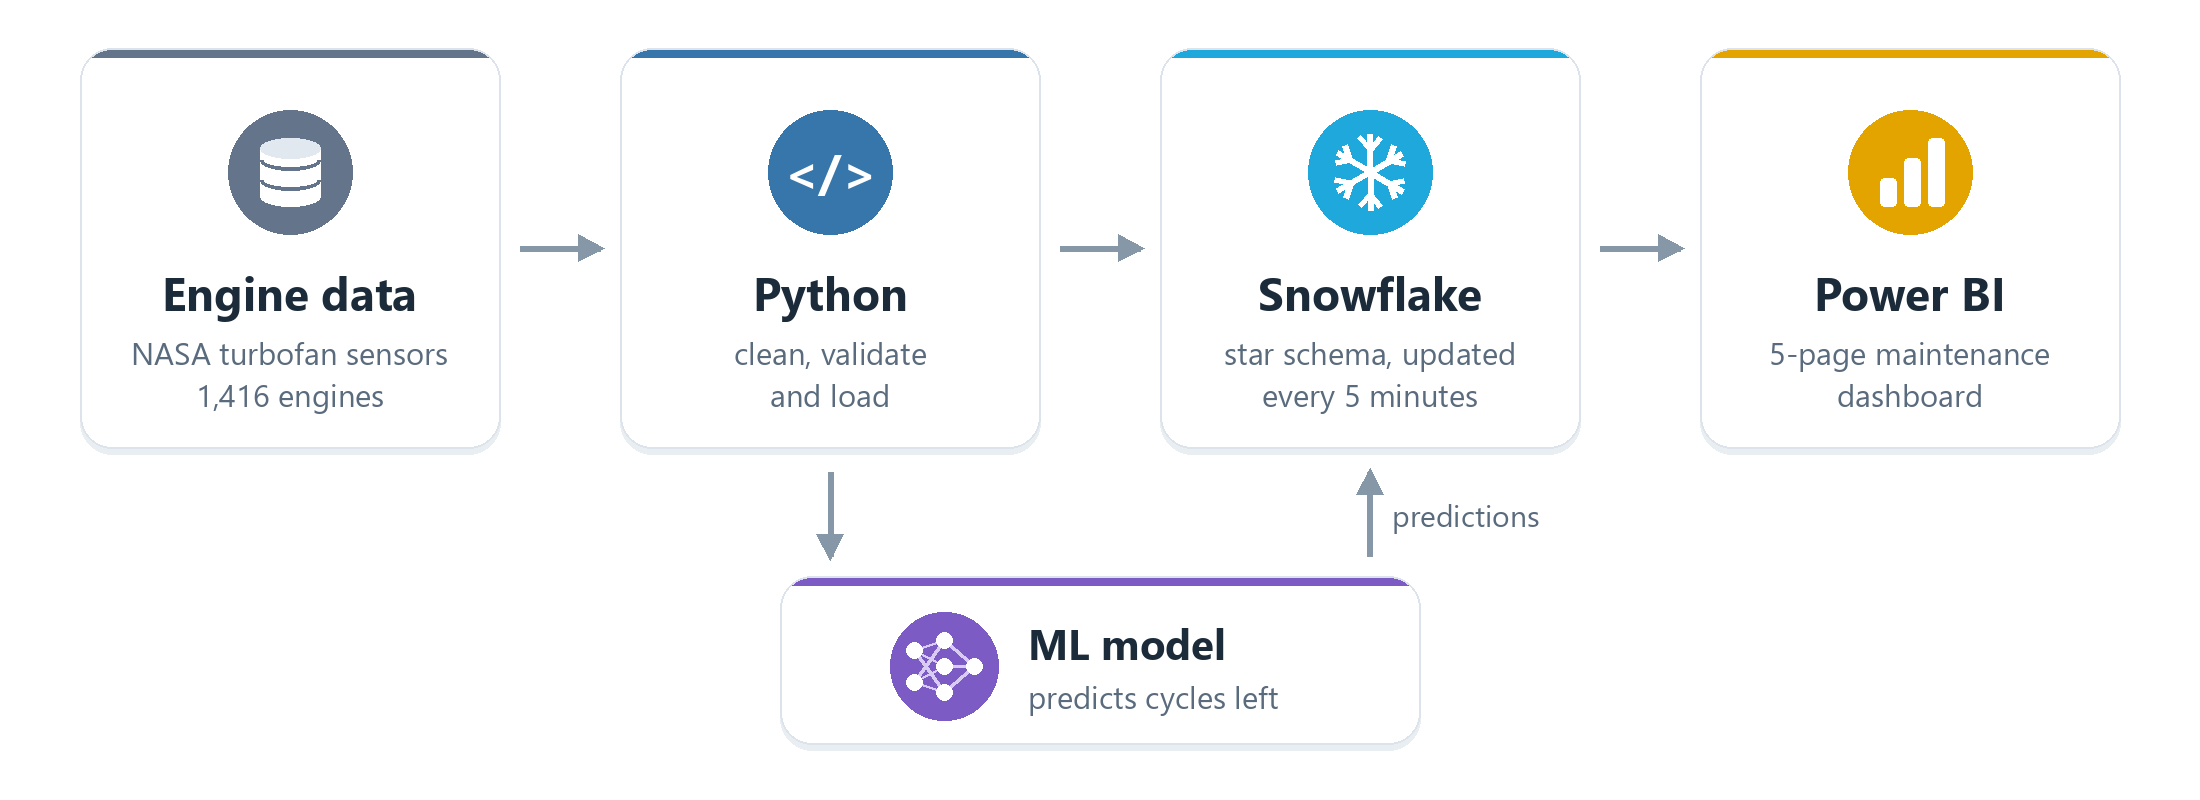 </>
Engine data
NASA turbofan sensors
1,416 engines
Python
clean, validate
and load
Snowflake
star schema, updated
every 5 minutes
Power BI
5-page maintenance
dashboard
predictions
ML model
predicts cycles left